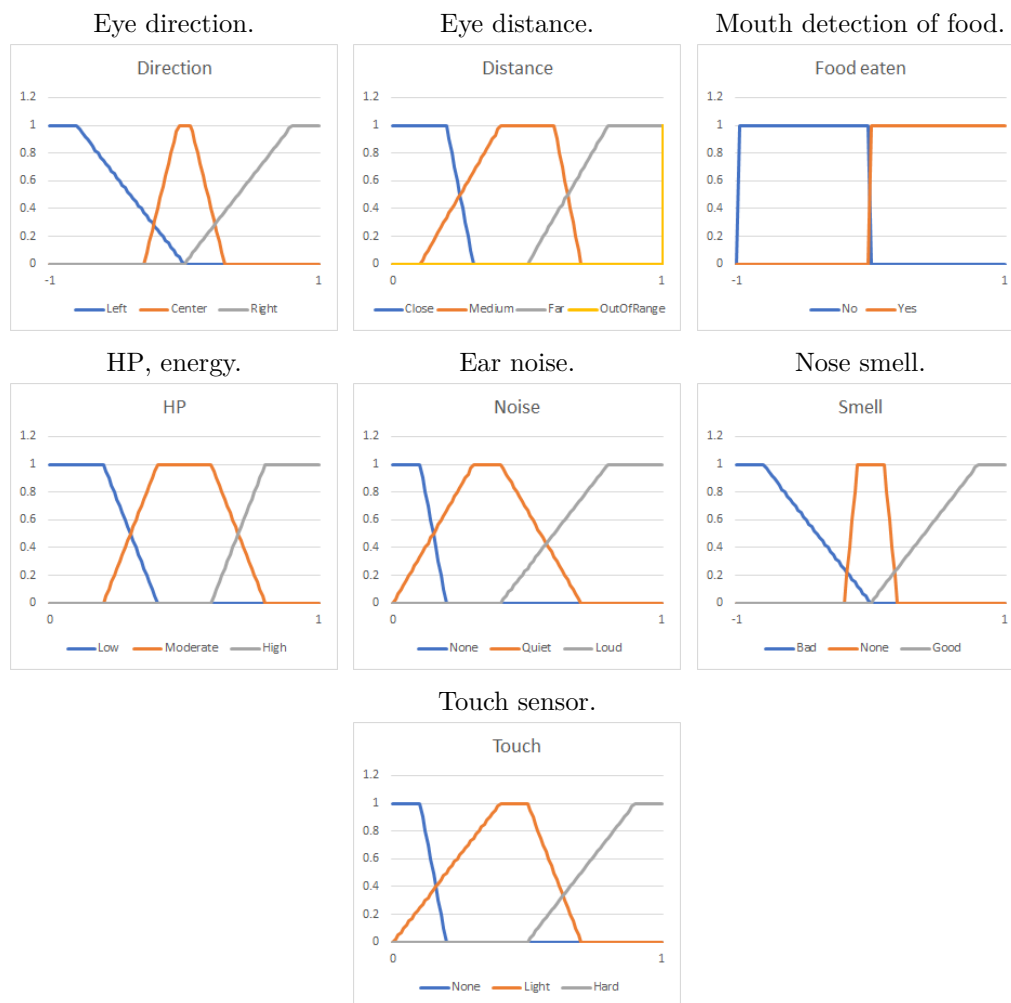 Eye direction. Eye distance. Mouth detection of food.
Direction Distance Food eaten
1.2 1.2 1.2
1 1 1
0.8 0.8 0.8
0.6 0.6 0.6
0.4 0.4 0.4
0.2 0.2 0.2
0 0 0
-1 1 0 1 -1 1
Left Center Right Close Medium Far OutOfRange No Yes
HP, energy. Ear noise. Nose smell.
HP Noise Smell
1.2 1.2 1.2
1 1 1
0.8 0.8 0.8
0.6 0.6 0.6
0.4 0.4 0.4
0.2 0.2 0.2
0 0 0
0 1 0 1 -1 1
Low Moderate High None Quiet Loud Bad None Good
Touch sensor.
Touch
1.2
1
0.8
0.6
0.4
0.2
0
0 1
None Light Hard